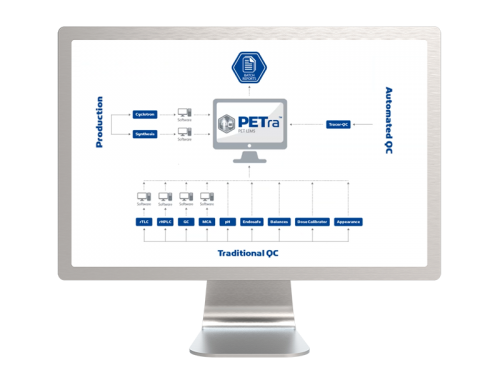 BATCH
REPORTS
Production
Cyclotron
Software
Synthesis
Software
PETra™
PET-LIMS
Tracer-QC
Automated QC
Software
Software
Software
Software
rTLC
rHPLC
GC
MCA
pH
Endosafe
Balances
Dose Calibrator
Appearance
Traditional QC